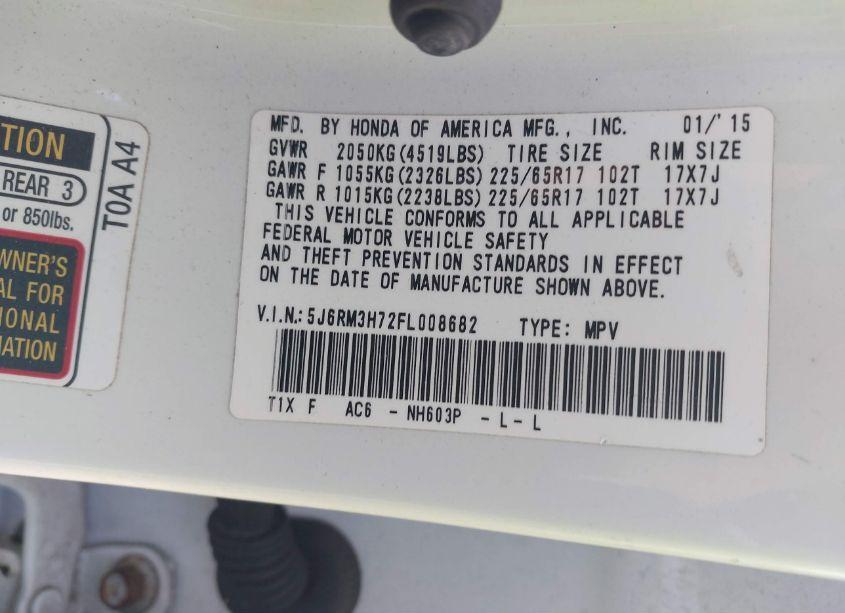 TION
REAR 3
or 850lbs.
WNER'S
AL FOR
IONAL
MATION
T0A A4
MFD. BY HONDA OF AMERICA MFG., INC. 01/'15
GVWR 2050KG(4519LBS) TIRE SIZE RIM SIZE
GAWR F 1055KG(2326LBS) 225/65R17 102T 17X7J
GAWR R 1015KG(2238LBS) 225/65R17 102T 17X7J
THIS VEHICLE CONFORMS TO ALL APPLICABLE
FEDERAL MOTOR VEHICLE SAFETY
AND THEFT PREVENTION STANDARDS IN EFFECT
ON THE DATE OF MANUFACTURE SHOWN ABOVE.
V.I.N.: 5J6RM3H72FL008682 TYPE: MPV
T1X F AC6 - NH603P - L - L